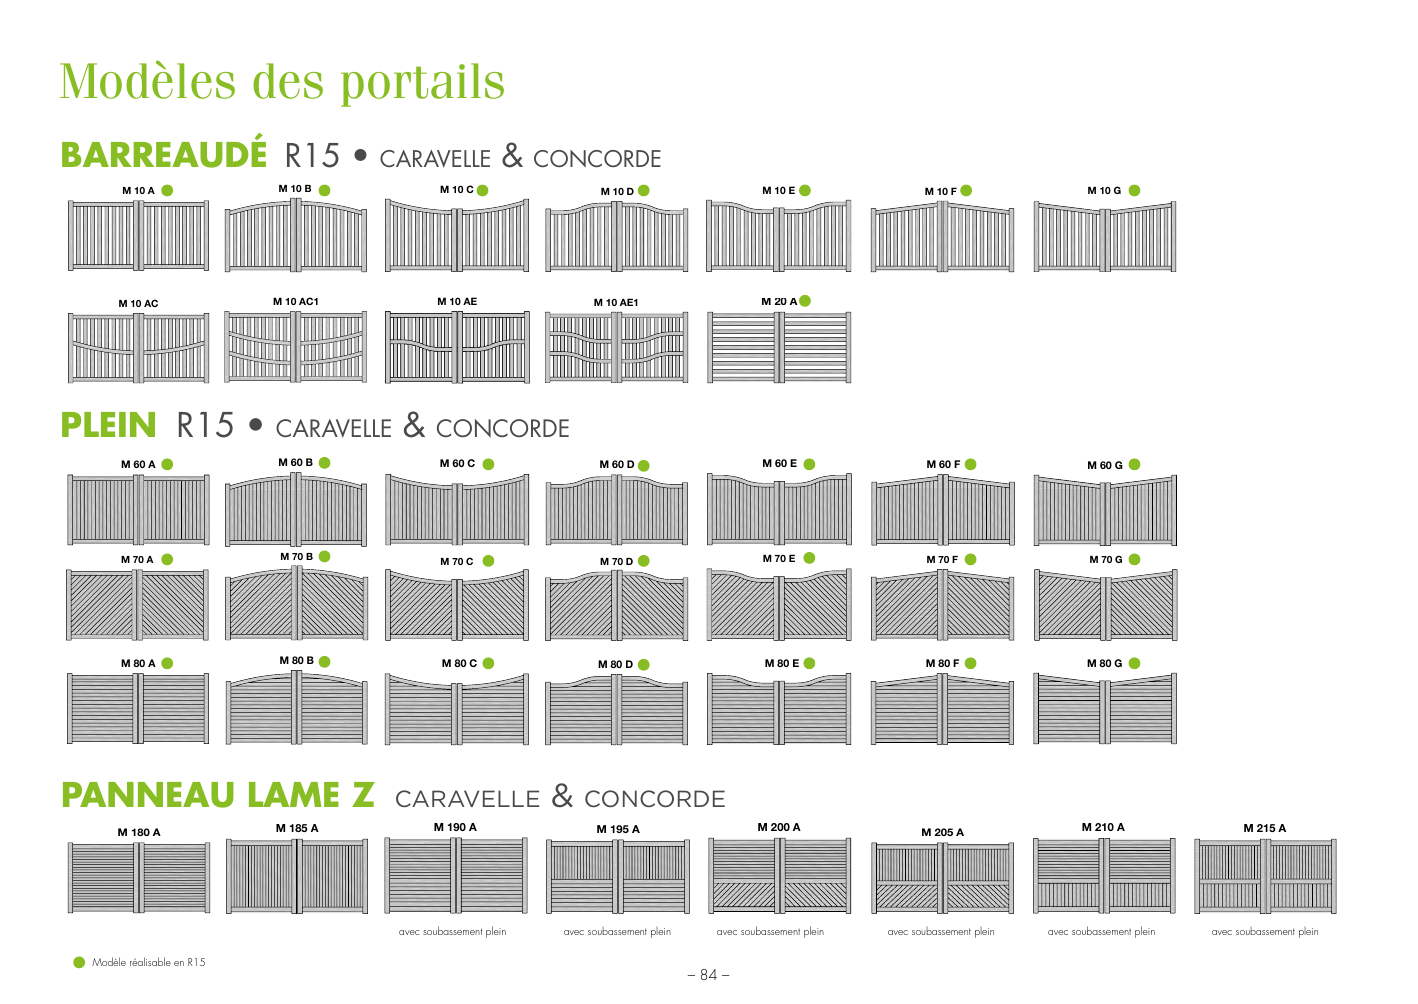 Modèles des portails
BARREAUDÉ R15 • CARAVELLE & CONCORDE
M 10 A M 10 B M 10 C M 10 D M 10 E M 10 F M 10 G
M 10 AC M 10 AC1 M 10 AE M 10 AE1 M 20 A
PLEIN R15 • CARAVELLE & CONCORDE
M 60 A M 60 B M 60 C M 60 D M 60 E M 60 F M 60 G
M 70 A M 70 B M 70 C M 70 D M 70 E M 70 F M 70 G
M 80 A M 80 B M 80 C M 80 D M 80 E M 80 F M 80 G
PANNEAU LAME Z CARAVELLE & CONCORDE
M 180 A M 185 A M 190 A M 195 A M 200 A M 205 A M 210 A M 215 A
avec soubassement plein avec soubassement plein avec soubassement plein avec soubassement plein avec soubassement plein avec soubassement plein
Modèle réalisable en R15
– 84 –